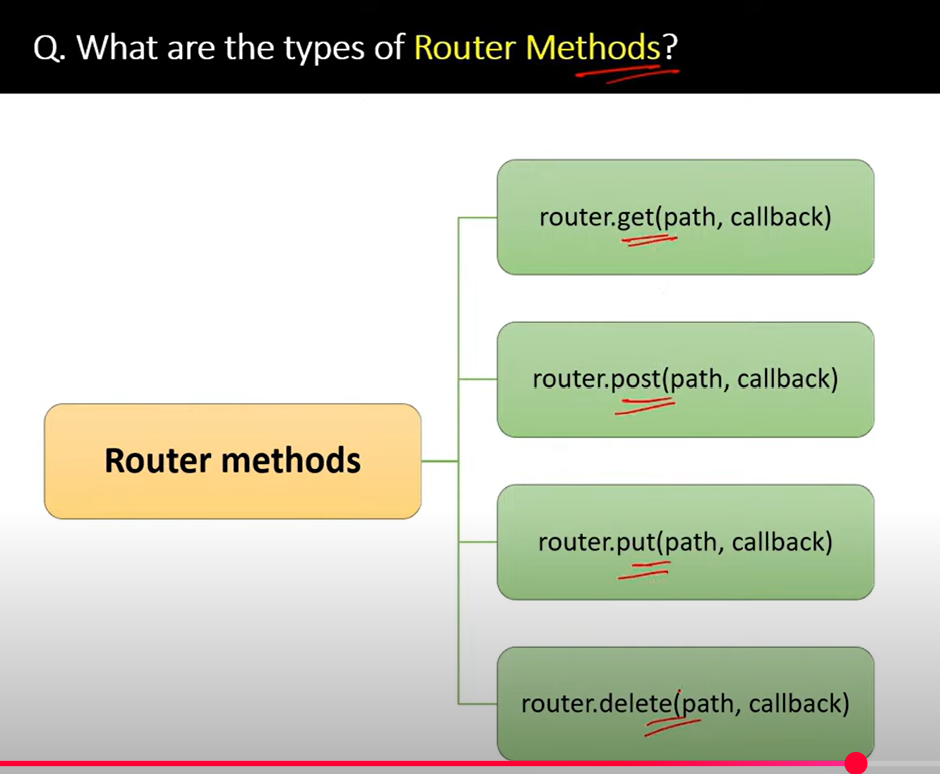 Q. What are the types of Router Methods?
router.get(path, callback)
router.post(path, callback)
Router methods
router.put(path, callback)
router.delete(path, callback)